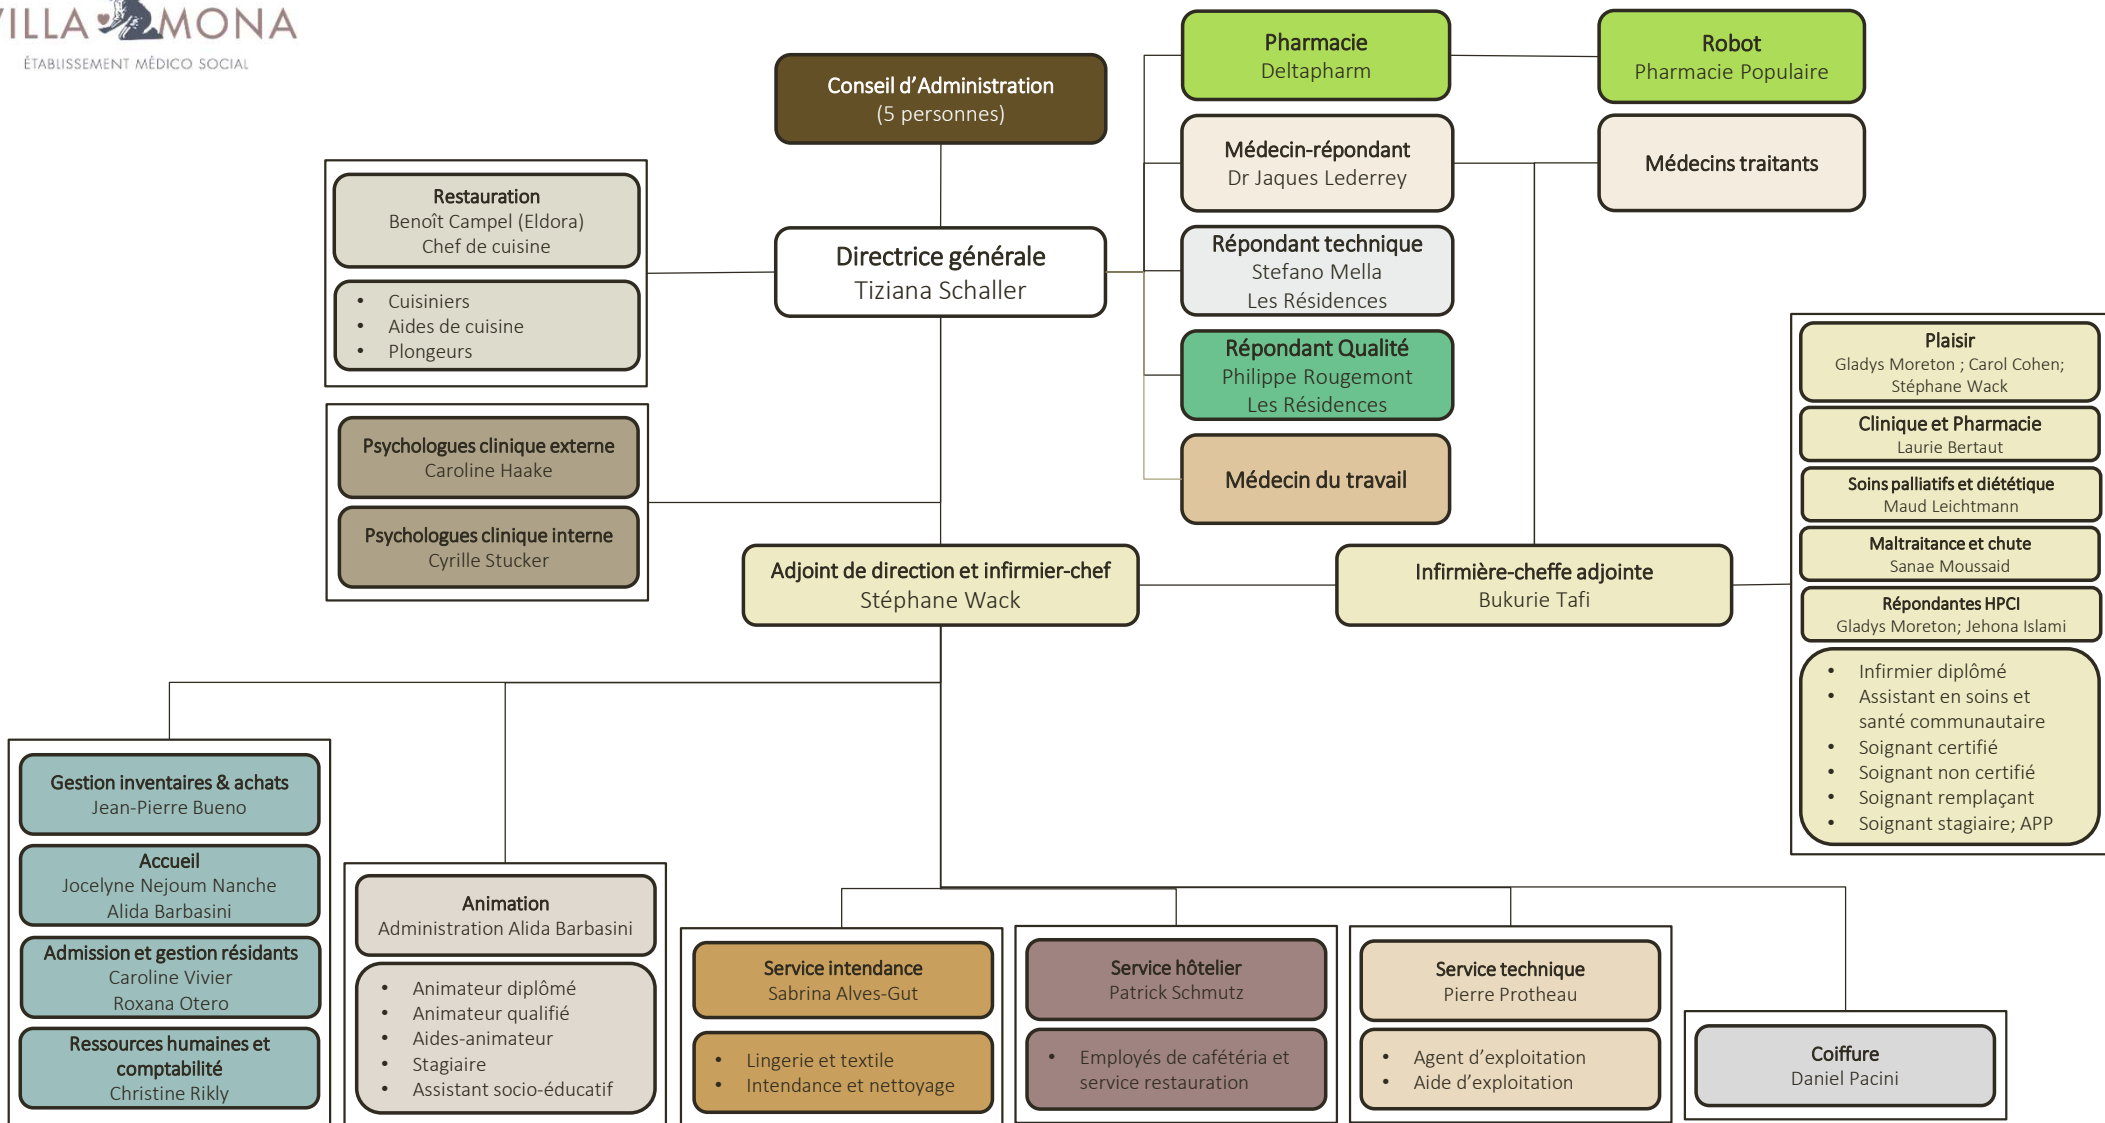 VILLA MONA
ÉTABLISSEMENT MÉDICO SOCIAL
Conseil d'Administration
(5 personnes)
Pharmacie
Deltapharm
Robot
Pharmacie Populaire
Médecin-répondant
Dr Jaques Lederrey
Médecins traitants
Restauration
Benoît Campel (Eldora)
Chef de cuisine
• Cuisiniers
• Aides de cuisine
• Plongeurs
Directrice générale
Tiziana Schaller
Répondant technique
Stefano Mella
Les Résidences
Répondant Qualité
Philippe Rougemont
Les Résidences
Médecin du travail
Psychologues clinique externe
Caroline Haake
Psychologues clinique interne
Cyrille Stucker
Adjoint de direction et infirmier-chef
Stéphane Wack
Infirmière-cheffe adjointe
Bukurie Tafi
Plaisir
Gladys Moreton ; Carol Cohen;
Stéphane Wack
Clinique et Pharmacie
Laurie Bertaut
Soins palliatifs et diététique
Maud Leichtmann
Maltraitance et chute
Sanae Moussaid
Répondantes HPCI
Gladys Moreton; Jehona Islami
• Infirmier diplômé
• Assistant en soins et
santé communautaire
• Soignant certifié
• Soignant non certifié
• Soignant remplaçant
• Soignant stagiaire; APP
Gestion inventaires & achats
Jean-Pierre Bueno
Accueil
Jocelyne Nejoum Nanche
Alida Barbasini
Admission et gestion résidants
Caroline Vivier
Roxana Otero
Ressources humaines et
comptabilité
Christine Rikly
Animation
Administration Alida Barbasini
• Animateur diplômé
• Animateur qualifié
• Aides-animateur
• Stagiaire
• Assistant socio-éducatif
Service intendance
Sabrina Alves-Gut
• Lingerie et textile
• Intendance et nettoyage
Service hôtelier
Patrick Schmutz
• Employés de cafétéria et
service restauration
Service technique
Pierre Protheau
• Agent d'exploitation
• Aide d'exploitation
Coiffure
Daniel Pacini